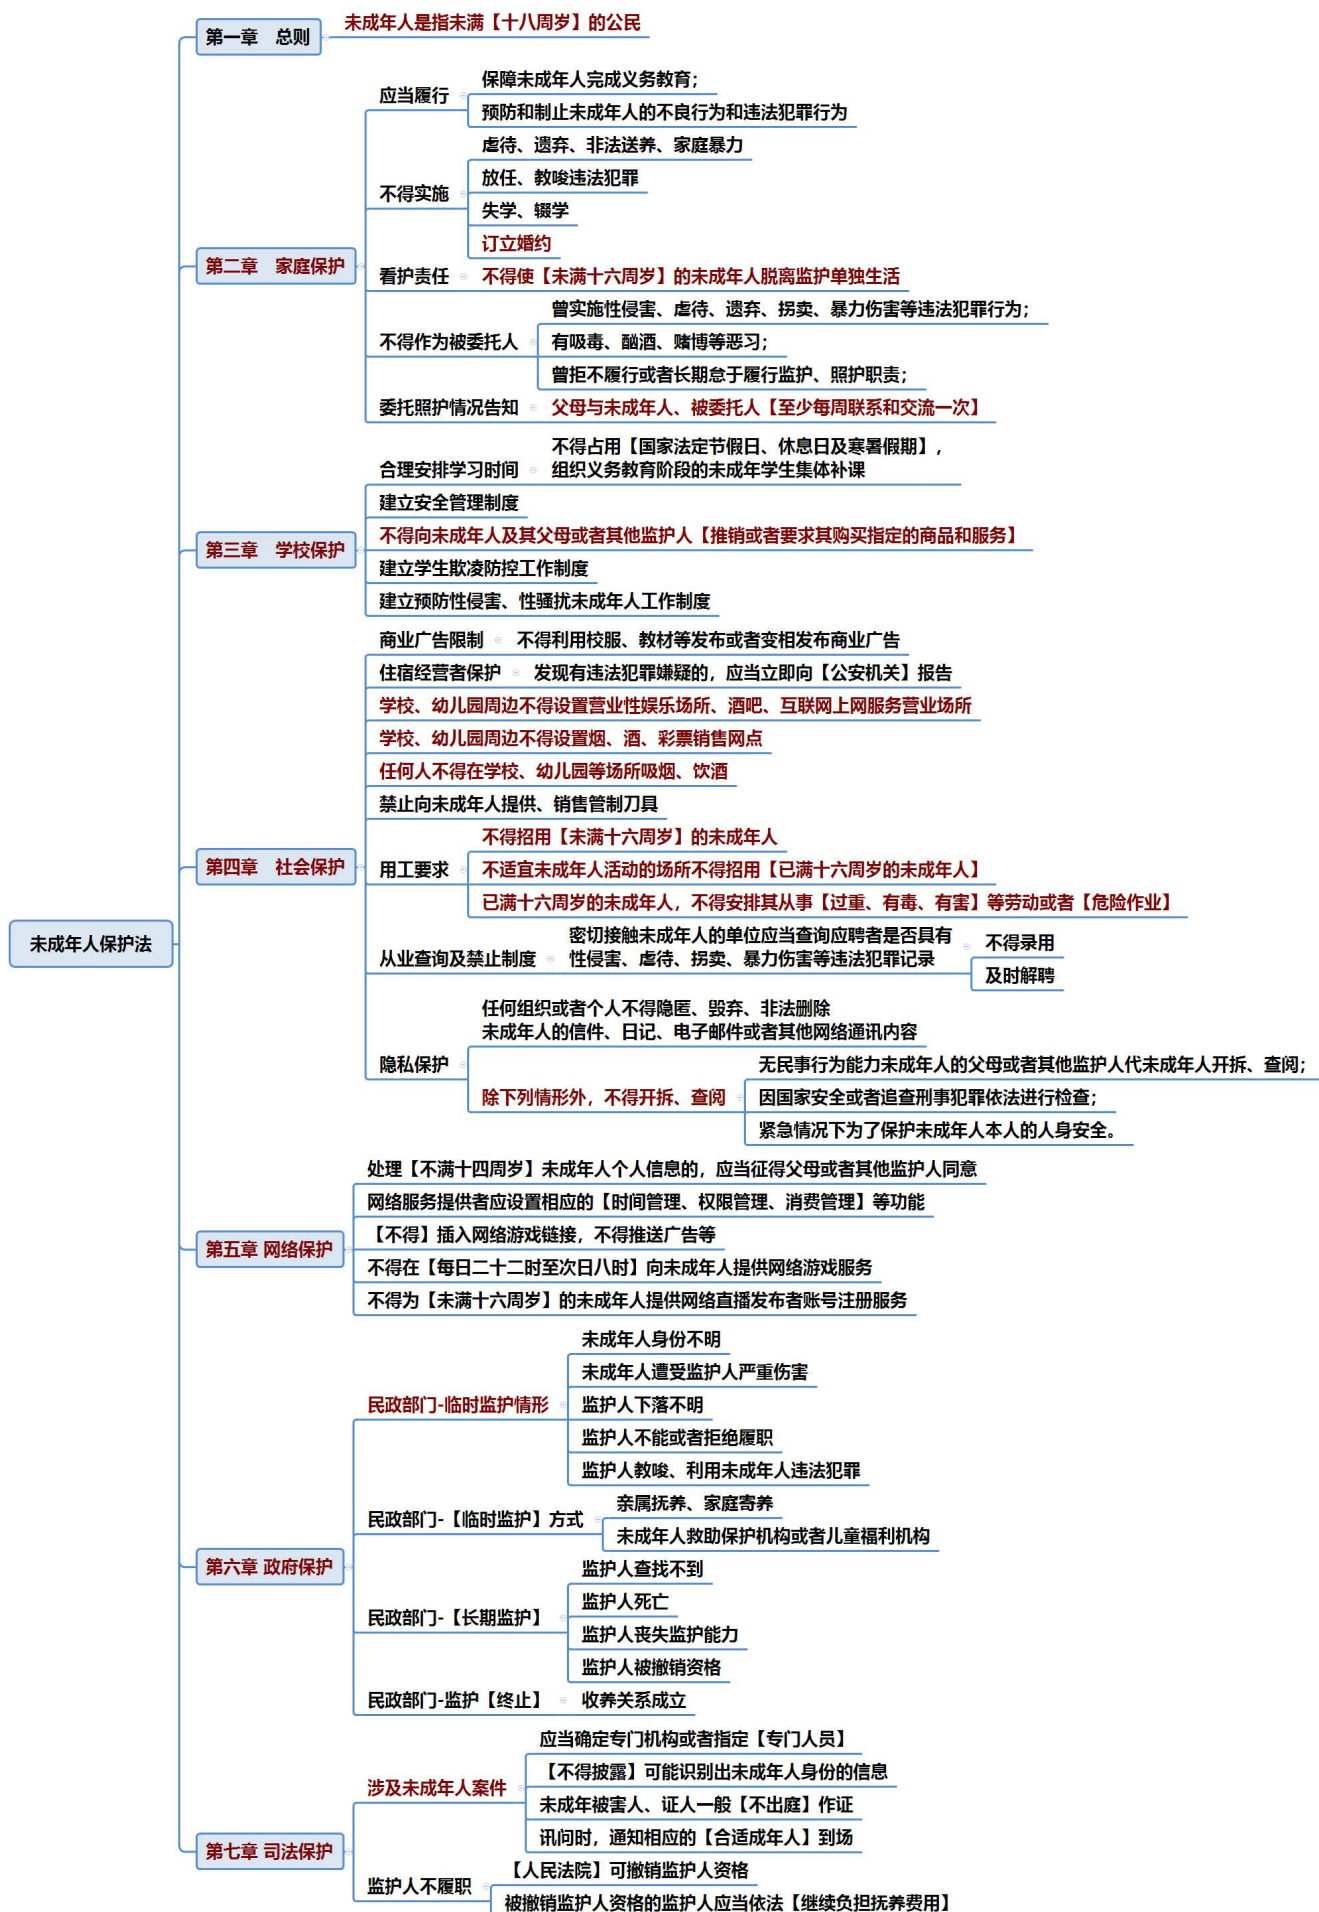 未成年人保护法
第一章 总则
未成年人是指未满【十八周岁】的公民
第二章 家庭保护
应当履行
保障未成年人完成义务教育；
预防和制止未成年人的不良行为和违法犯罪行为
不得实施
虐待、遗弃、非法送养、家庭暴力
放任、教唆违法犯罪
失学、辍学
订立婚约
看护责任
不得使【未满十六周岁】的未成年人脱离监护单独生活
不得作为被委托人
曾实施性侵害、虐待、遗弃、拐卖、暴力伤害等违法犯罪行为；
有吸毒、酗酒、赌博等恶习；
曾拒不履行或者长期怠于履行监护、照护职责；
委托照护情况告知
父母与未成年人、被委托人【至少每周联系和交流一次】
第三章 学校保护
合理安排学习时间
不得占用【国家法定节假日、休息日及寒暑假期】，
组织义务教育阶段的未成年学生集体补课
建立安全管理制度
不得向未成年人及其父母或者其他监护人【推销或者要求其购买指定的商品和服务】
建立学生欺凌防控工作制度
建立预防性侵害、性骚扰未成年人工作制度
第四章 社会保护
商业广告限制
不得利用校服、教材等发布或者变相发布商业广告
住宿经营者保护
发现有违法犯罪嫌疑的，应当立即向【公安机关】报告
学校、幼儿园周边不得设置营业性娱乐场所、酒吧、互联网上网服务营业场所
学校、幼儿园周边不得设置烟、酒、彩票销售网点
任何人不得在学校、幼儿园等场所吸烟、饮酒
禁止向未成年人提供、销售管制刀具
用工要求
不得招用【未满十六周岁】的未成年人
不适宜未成年人活动的场所不得招用【已满十六周岁的未成年人】
已满十六周岁的未成年人，不得安排其从事【过重、有毒、有害】等劳动或者【危险作业】
从业查询及禁止制度
密切接触未成年人的单位应当查询应聘者是否具有
性侵害、虐待、拐卖、暴力伤害等违法犯罪记录
不得录用
及时解聘
隐私保护
任何组织或者个人不得隐匿、毁弃、非法删除
未成年人的信件、日记、电子邮件或者其他网络通讯内容
除下列情形外，不得开拆、查阅
无民事行为能力未成年人的父母或者其他监护人代未成年人开拆、查阅；
因国家安全或者追查刑事犯罪依法进行检查；
紧急情况下为了保护未成年人本人的人身安全。
第五章 网络保护
处理【不满十四周岁】未成年人个人信息的，应当征得父母或者其他监护人同意
网络服务提供者应设置相应的【时间管理、权限管理、消费管理】等功能
【不得】插入网络游戏链接，不得推送广告等
不得在【每日二十二时至次日八时】向未成年人提供网络游戏服务
不得为【未满十六周岁】的未成年人提供网络直播发布者账号注册服务
第六章 政府保护
民政部门-临时监护情形
未成年人身份不明
未成年人遭受监护人严重伤害
监护人下落不明
监护人不能或者拒绝履职
监护人教唆、利用未成年人违法犯罪
民政部门-【临时监护】方式
亲属抚养、家庭寄养
未成年人救助保护机构或者儿童福利机构
民政部门-【长期监护】
监护人查找不到
监护人死亡
监护人丧失监护能力
监护人被撤销资格
民政部门-监护【终止】
收养关系成立
第七章 司法保护
涉及未成年人案件
应当确定专门机构或者指定【专门人员】
【不得披露】可能识别出未成年人身份的信息
未成年被害人、证人一般【不出庭】作证
讯问时，通知相应的【合适成年人】到场
监护人不履职
【人民法院】可撤销监护人资格
被撤销监护人资格的监护人应当依法【继续负担抚养费用】